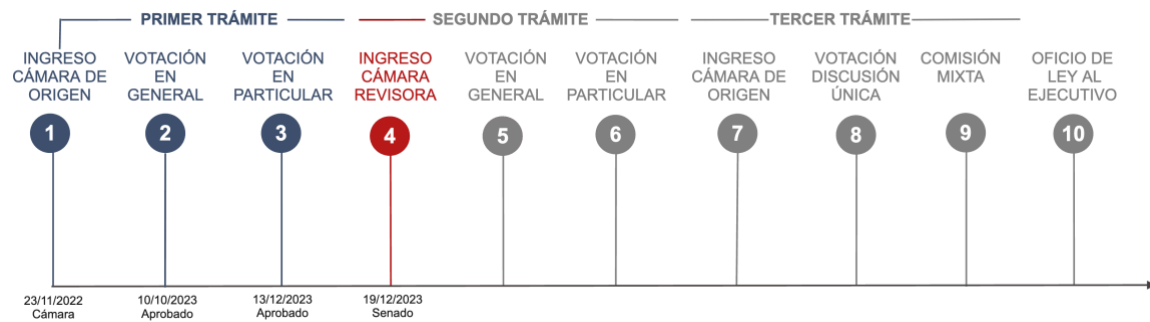 PRIMER TRÁMITE
SEGUNDO TRÁMITE
TERCER TRÁMITE
INGRESO
CÁMARA DE
ORIGEN
VOTACIÓN
EN
GENERAL
VOTACIÓN
EN
PARTICULAR
INGRESO
CÁMARA
REVISORA
VOTACIÓN
EN
GENERAL
VOTACIÓN
EN
PARTICULAR
INGRESO
CÁMARA DE
ORIGEN
VOTACIÓN
DISCUSIÓN
ÚNICA
COMISIÓN
MIXTA
OFICIO DE
LEY AL
EJECUTIVO
1
2
3
4
5
6
7
8
9
10
23/11/2022
Cámara
10/10/2023
Aprobado
13/12/2023
Aprobado
19/12/2023
Senado